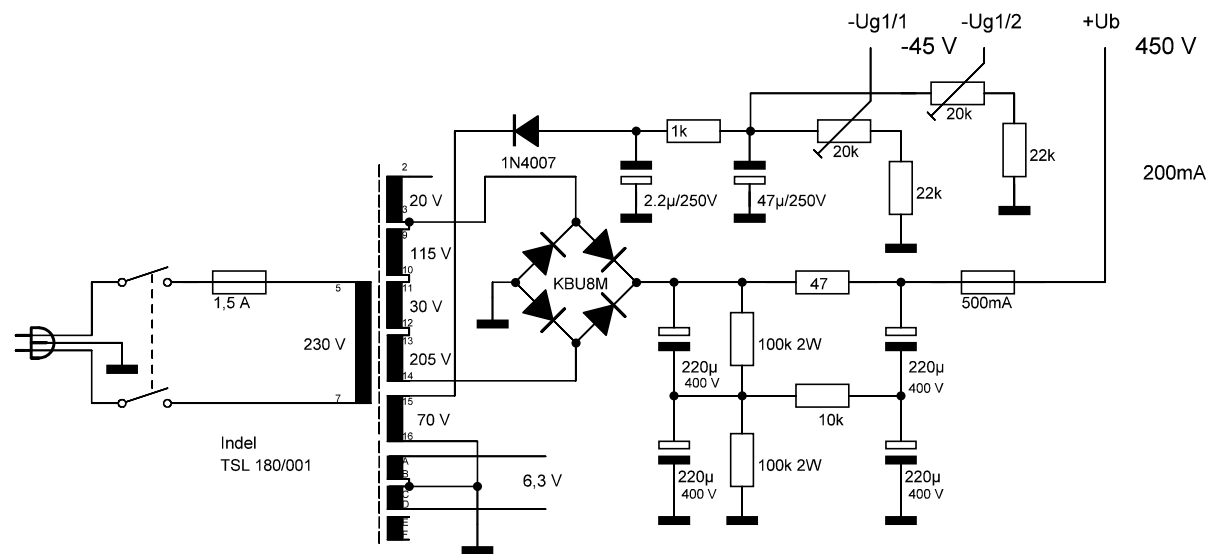 -Ug1/1
-Ug1/2
+Ub
-45 V
450 V
20k
1k
20k
22k
1N4007
200mA
2
20 V
2.2µ/250V
47µ/250V
22k
3
9
115 V
10
KBU8M
1,5 A
5
11
30 V
47
500mA
12
230 V
13
205 V
100k 2W
14
220µ
400 V
220µ
400 V
7
15
70 V
10k
16
Indel
TSL 180/001
A
B
6,3 V
100k 2W
220µ
400 V
220µ
400 V
C
D
E
F